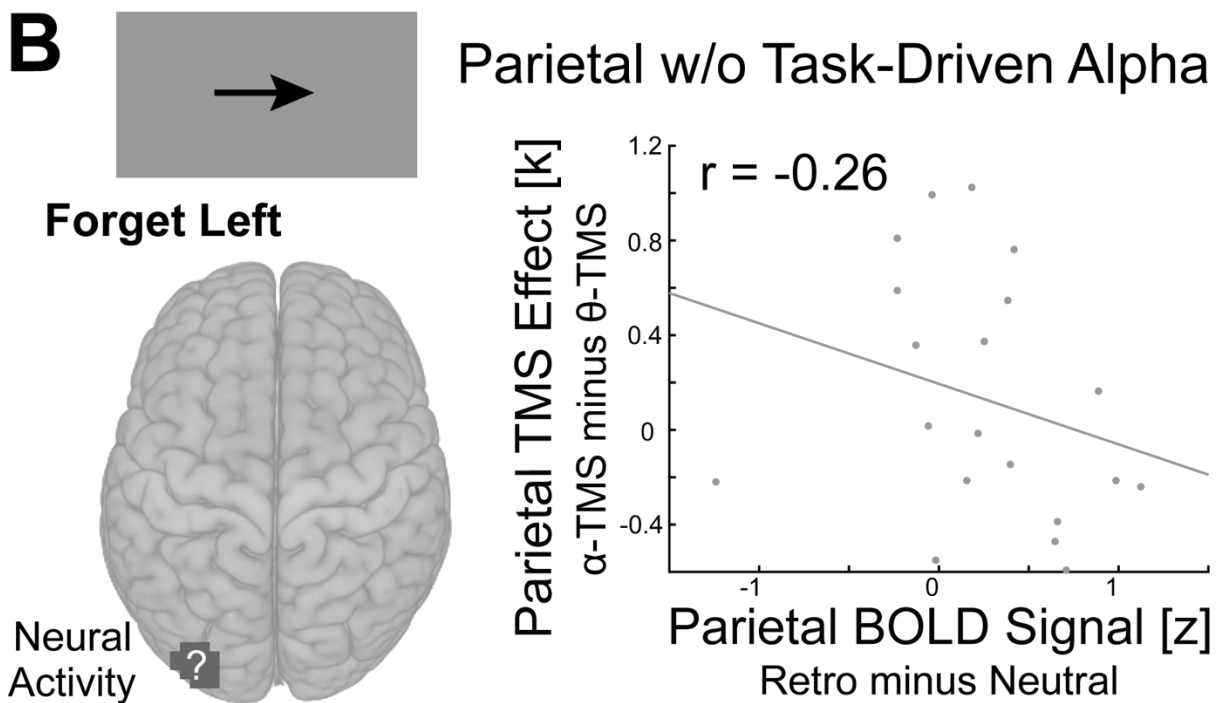 B
Forget Left
Neural
Activity
?
Parietal w/o Task-Driven Alpha
Parietal TMS Effect [k]
α-TMS minus θ-TMS
1.2
0.8
0.4
0
-0.4
r = -0.26
-1
0
1
Parietal BOLD Signal [z]
Retro minus Neutral